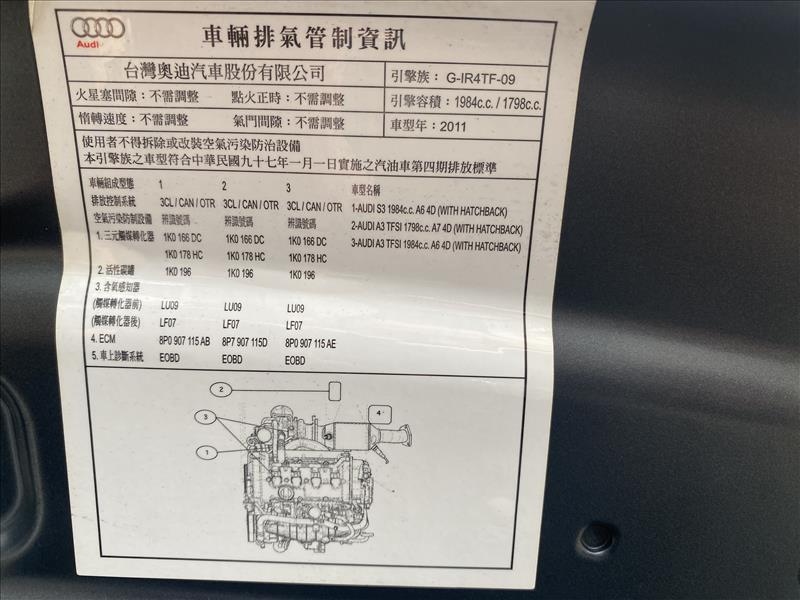 Audi
車輛排氣管制資訊
台灣奧迪汽車股份有限公司
引擎族：G-IR4TF-09
火星塞間隙：不需調整 點火正時：不需調整
引擎容積：1984c.c. / 1798c.c.
惰轉速度：不需調整 氣門間隙：不需調整
車型年：2011
使用者不得拆除或改裝空氣污染防治設備
本引擎族之車型符合中華民國九十七年一月一日實施之汽油車第四期排放標準
車輛組成型態 1 2 3 車型名稱
排放控制系統 3CL / CAN / OTR 3CL / CAN / OTR 3CL / CAN / OTR 1-AUDI S3 1984c.c. A6 4D (WITH HATCHBACK)
空氣污染防制設備 辨識號碼 辨識號碼 辨識號碼 2-AUDI A3 TFSI 1798c.c. A7 4D (WITH HATCHBACK)
1. 三元觸媒轉化器 1K0 166 DC 1K0 166 DC 1K0 166 DC 3-AUDI A3 TFSI 1984c.c. A6 4D (WITH HATCHBACK)
1K0 178 HC 1K0 178 HC 1K0 178 HC
2. 活性碳罐 1K0 196 1K0 196 1K0 196
3. 含氧感知器
(觸媒轉化器前) LU09 LU09 LU09
(觸媒轉化器後) LF07 LF07 LF07
4. ECM 8P0 907 115 AB 8P7 907 115D 8P0 907 115 AE
5. 車上診斷系統 EOBD EOBD EOBD
2
4
3
1